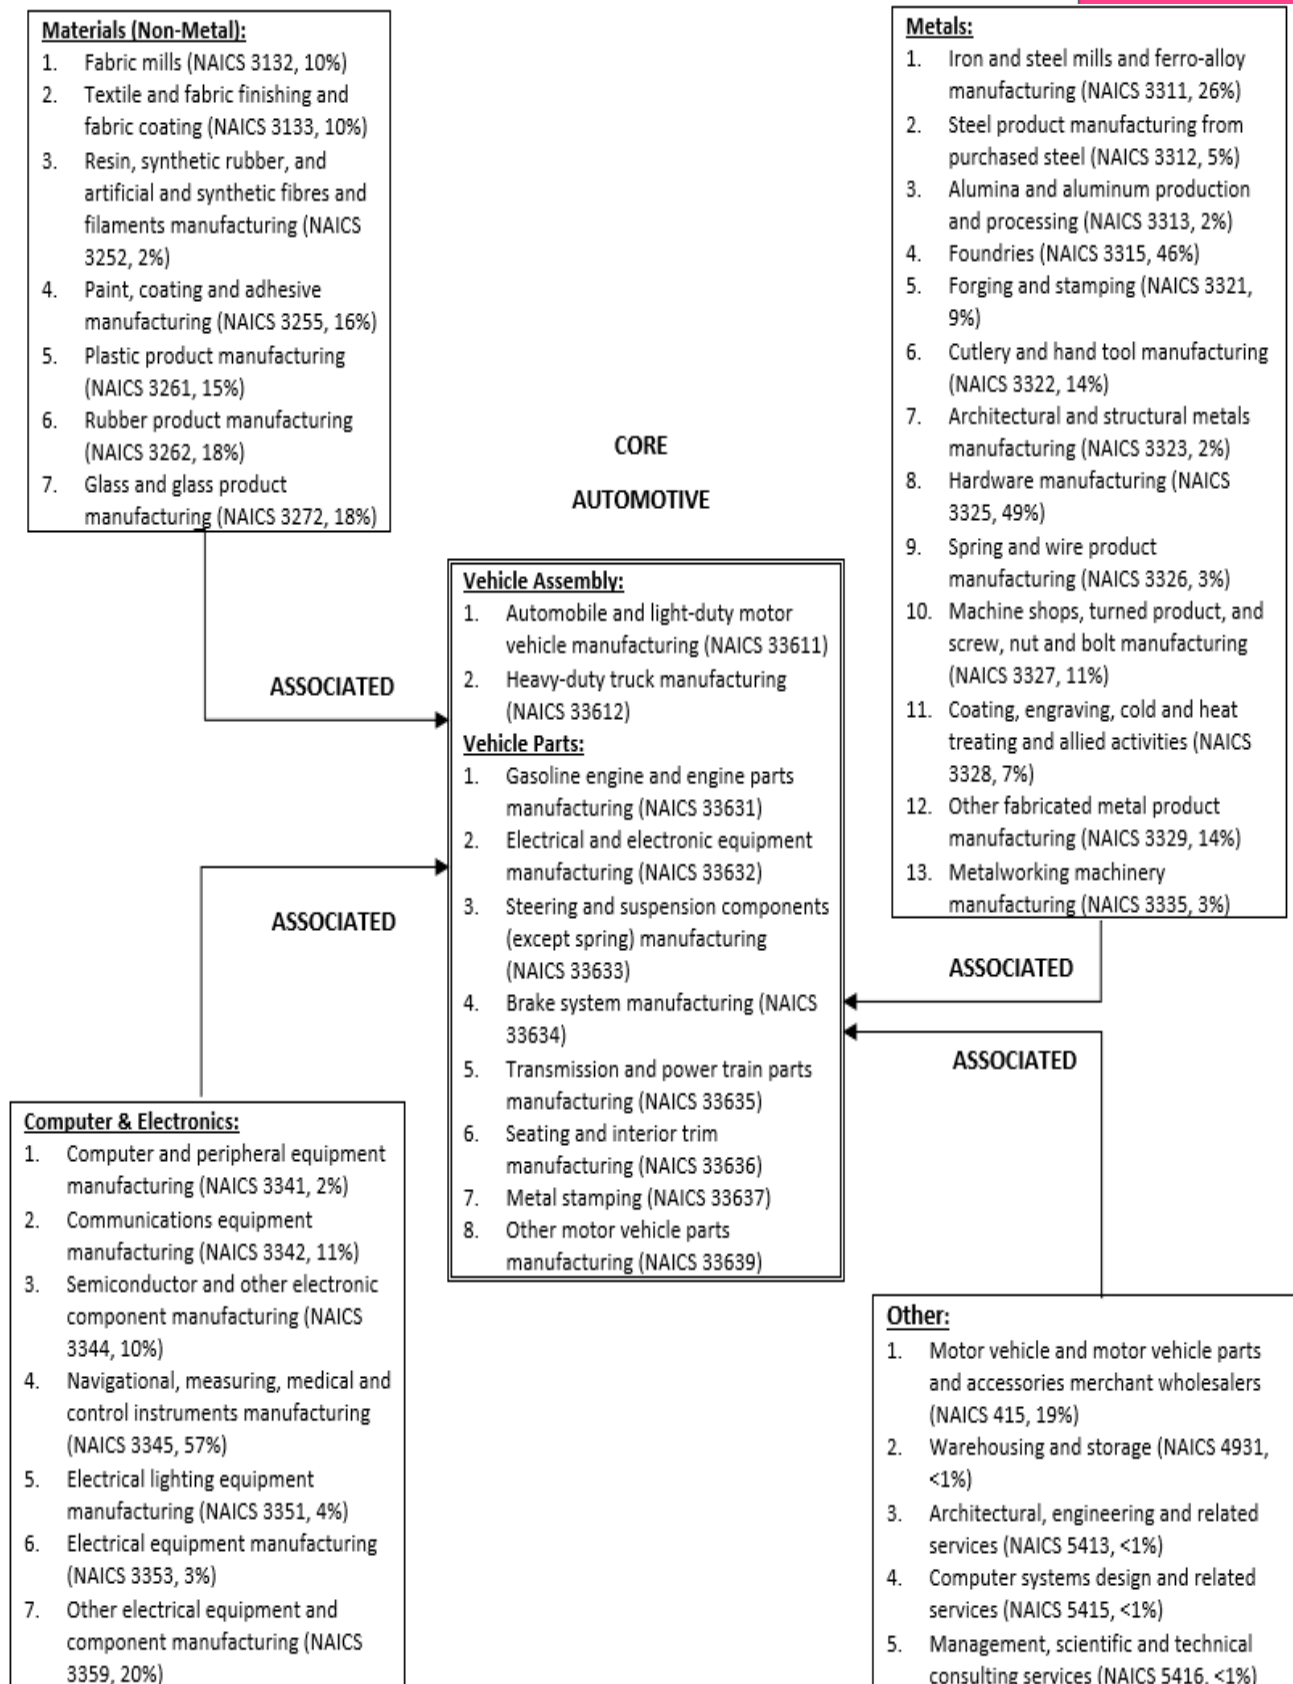 Materials (Non-Metal):
1. Fabric mills (NAICS 3132, 10%)
2. Textile and fabric finishing and
fabric coating (NAICS 3133, 10%)
3. Resin, synthetic rubber, and
artificial and synthetic fibres and
filaments manufacturing (NAICS
3252, 2%)
4. Paint, coating and adhesive
manufacturing (NAICS 3255, 16%)
5. Plastic product manufacturing
(NAICS 3261, 15%)
6. Rubber product manufacturing
(NAICS 3262, 18%)
7. Glass and glass product
manufacturing (NAICS 3272, 18%)
Metals:
1. Iron and steel mills and ferro-alloy
manufacturing (NAICS 3311, 26%)
2. Steel product manufacturing from
purchased steel (NAICS 3312, 5%)
3. Alumina and aluminum production
and processing (NAICS 3313, 2%)
4. Foundries (NAICS 3315, 46%)
5. Forging and stamping (NAICS 3321,
9%)
6. Cutlery and hand tool manufacturing
(NAICS 3322, 14%)
7. Architectural and structural metals
manufacturing (NAICS 3323, 2%)
8. Hardware manufacturing (NAICS
3325, 49%)
9. Spring and wire product
manufacturing (NAICS 3326, 3%)
10. Machine shops, turned product, and
screw, nut and bolt manufacturing
(NAICS 3327, 11%)
11. Coating, engraving, cold and heat
treating and allied activities (NAICS
3328, 7%)
12. Other fabricated metal product
manufacturing (NAICS 3329, 14%)
13. Metalworking machinery
manufacturing (NAICS 3335, 3%)
CORE
AUTOMOTIVE
Vehicle Assembly:
1. Automobile and light-duty motor
vehicle manufacturing (NAICS 33611)
2. Heavy-duty truck manufacturing
(NAICS 33612)
Vehicle Parts:
1. Gasoline engine and engine parts
manufacturing (NAICS 33631)
2. Electrical and electronic equipment
manufacturing (NAICS 33632)
3. Steering and suspension components
(except spring) manufacturing
(NAICS 33633)
4. Brake system manufacturing (NAICS
33634)
5. Transmission and power train parts
manufacturing (NAICS 33635)
6. Seating and interior trim
manufacturing (NAICS 33636)
7. Metal stamping (NAICS 33637)
8. Other motor vehicle parts
manufacturing (NAICS 33639)
ASSOCIATED
ASSOCIATED
ASSOCIATED
ASSOCIATED
Computer & Electronics:
1. Computer and peripheral equipment
manufacturing (NAICS 3341, 2%)
2. Communications equipment
manufacturing (NAICS 3342, 11%)
3. Semiconductor and other electronic
component manufacturing (NAICS
3344, 10%)
4. Navigational, measuring, medical and
control instruments manufacturing
(NAICS 3345, 57%)
5. Electrical lighting equipment
manufacturing (NAICS 3351, 4%)
6. Electrical equipment manufacturing
(NAICS 3353, 3%)
7. Other electrical equipment and
component manufacturing (NAICS
3359, 20%)
Other:
1. Motor vehicle and motor vehicle parts
and accessories merchant wholesalers
(NAICS 415, 19%)
2. Warehousing and storage (NAICS 4931,
<1%)
3. Architectural, engineering and related
services (NAICS 5413, <1%)
4. Computer systems design and related
services (NAICS 5415, <1%)
5. Management, scientific and technical
consulting services (NAICS 5416, <1%)